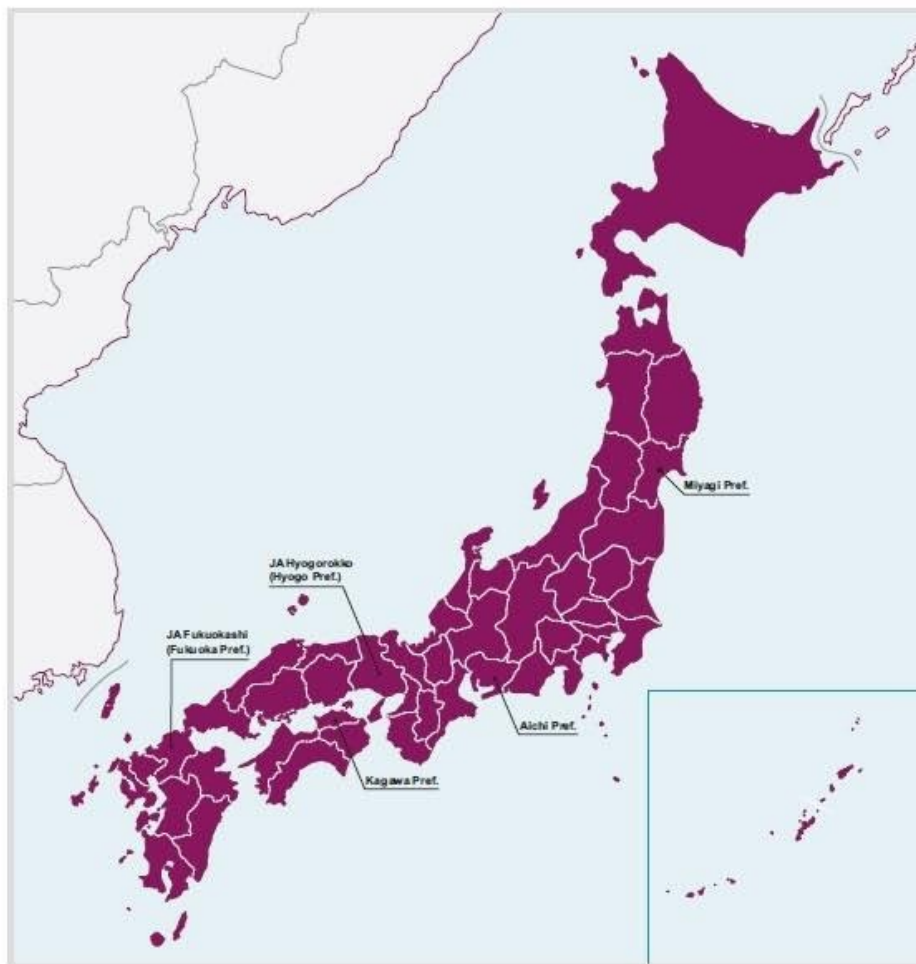 Miyagi Pref.
JA Hyogorokko
(Hyogo Pref.)
JA Fukuokashi
(Fukuoka Pref.)
Aichi Pref.
Kagawa Pref.